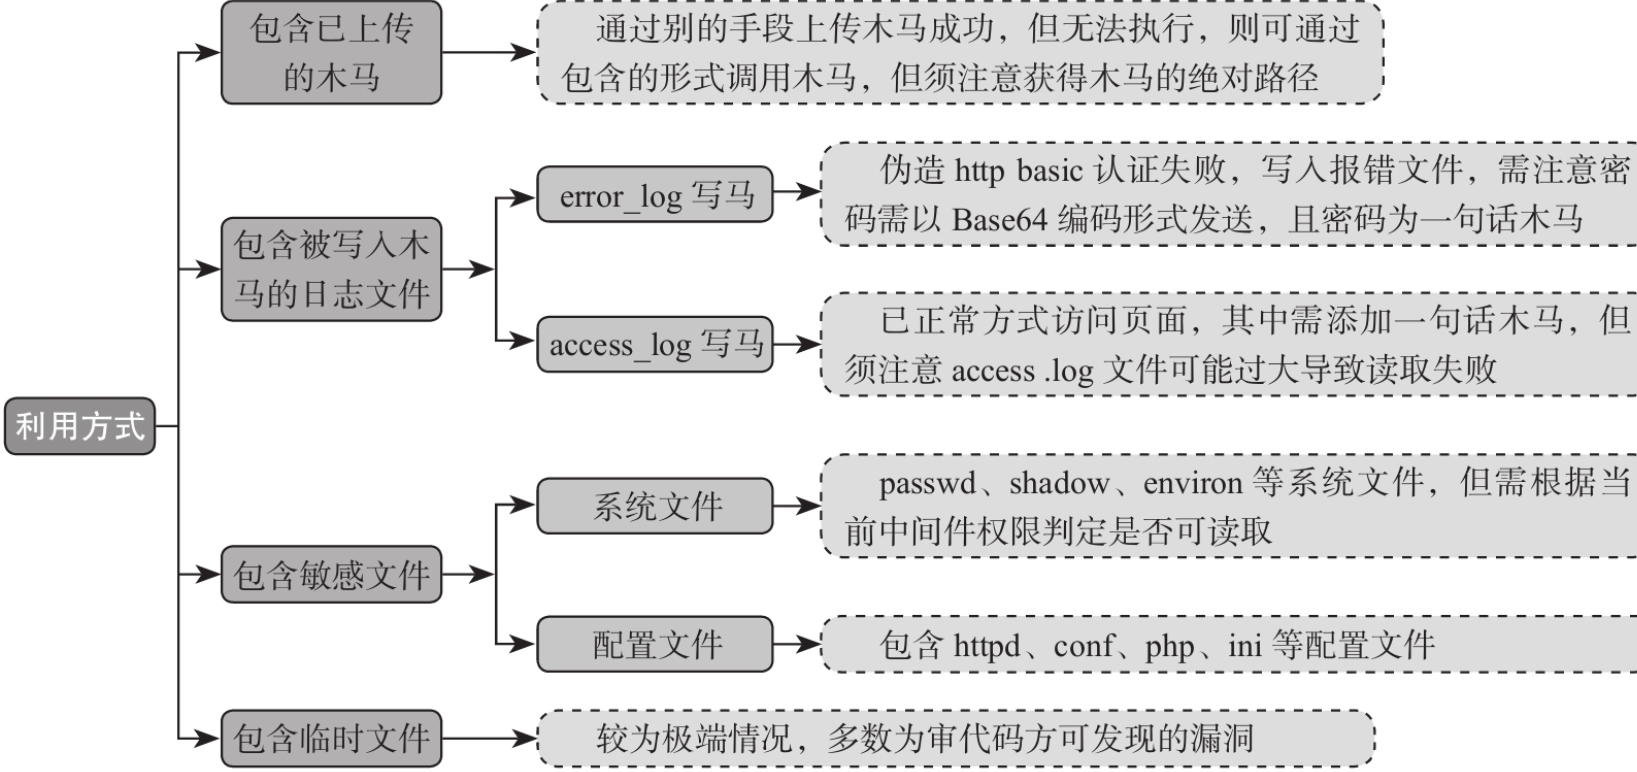 利用方式
包含已上传
的木马
通过别的手段上传木马成功，但无法执行，则可通过
包含的形式调用木马，但须注意获得木马的绝对路径
包含被写入木
马的日志文件
error_log 写马
伪造 http basic 认证失败，写入报错文件，需注意密
码需以 Base64 编码形式发送，且密码为一句话木马
access_log 写马
已正常方式访问页面，其中需添加一句话木马，但
须注意 access .log 文件可能过大导致读取失败
包含敏感文件
系统文件
passwd、shadow、environ 等系统文件，但需根据当
前中间件权限判定是否可读取
配置文件
包含 httpd、conf、php、ini 等配置文件
包含临时文件
较为极端情况，多数为审代码方可发现的漏洞